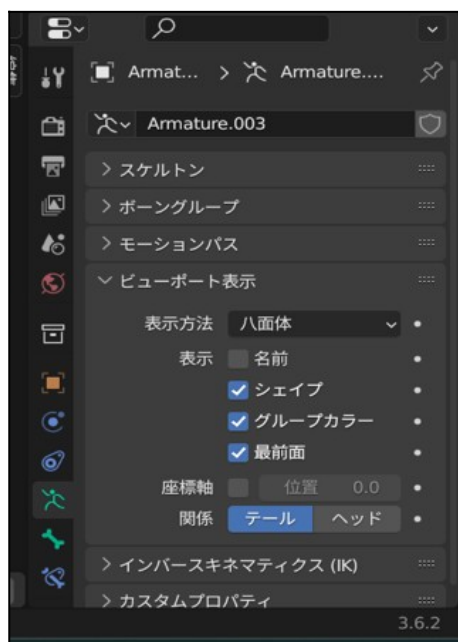 Armat... > Armature....
Armature.003
スケルトン
ボーングループ
モーションパス
ビューポート表示
表示方法 八面体
表示 名前
シェイプ
グループカラー
最前面
座標軸 位置 0.0
関係 テール ヘッド
インバースキネマティクス (IK)
カスタムプロパティ
3.6.2